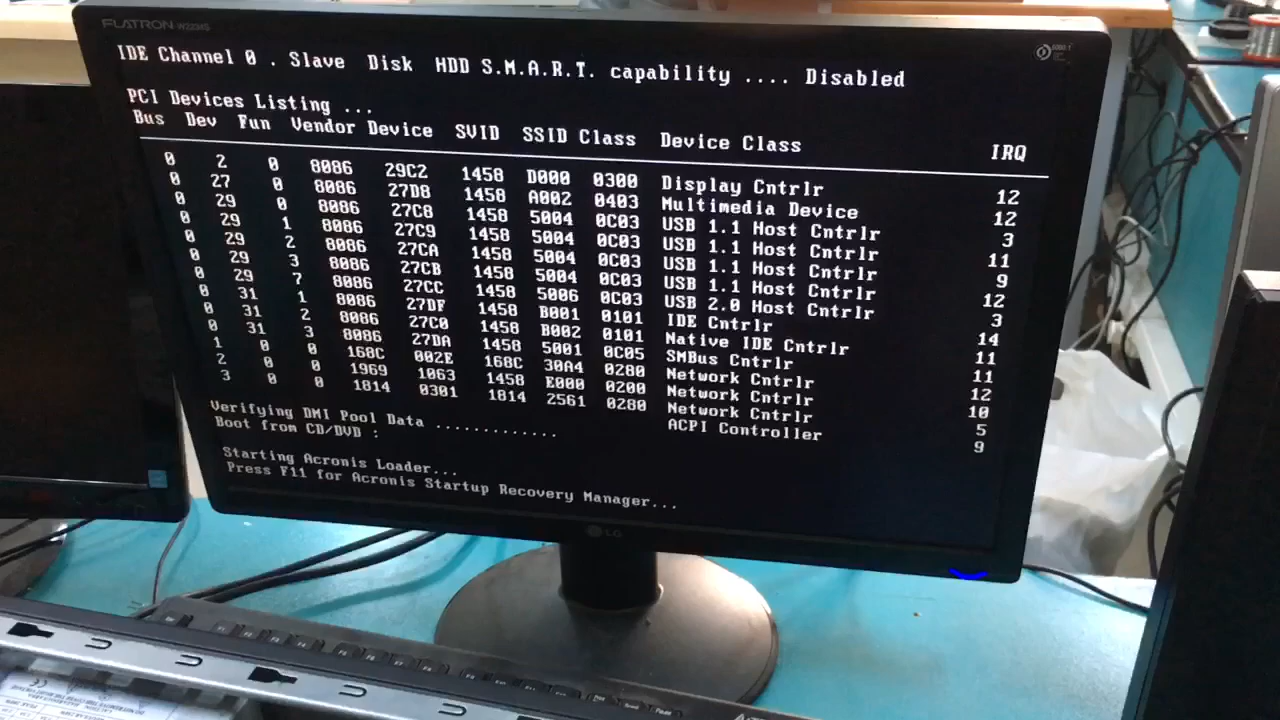 FLATRON W2234S
IDE Channel 0 . Slave Disk HDD S.M.A.R.T. capability .... Disabled
PCI Devices Listing ...
Bus Dev Fun Vendor Device SVID SSID Class Device Class IRQ
0 2 0 8086 29C2 1458 D000 0300 Display Cntrlr 12
0 27 0 8086 27D8 1458 A002 0403 Multimedia Device 12
0 29 0 8086 27C8 1458 5004 0C03 USB 1.1 Host Cntrlr 3
0 29 1 8086 27C9 1458 5004 0C03 USB 1.1 Host Cntrlr 11
0 29 2 8086 27CA 1458 5004 0C03 USB 1.1 Host Cntrlr 9
0 29 3 8086 27CB 1458 5004 0C03 USB 1.1 Host Cntrlr 12
0 29 7 8086 27CC 1458 5006 0C03 USB 2.0 Host Cntrlr 3
0 31 1 8086 27DF 1458 B001 0101 IDE Cntrlr 14
0 31 2 8086 27C0 1458 B002 0101 Native IDE Cntrlr 11
0 31 3 8086 27DA 1458 5001 0C05 SMBus Cntrlr 11
1 0 0 168C 002E 168C 30A4 0280 Network Cntrlr 12
2 0 0 1969 1063 1458 E000 0200 Network Cntrlr 10
3 0 0 1814 0301 1814 2561 0280 Network Cntrlr 5
ACPI Controller 9
Verifying DMI Pool Data .............
Boot from CD/DVD :
Starting Acronis Loader...
Press F11 for Acronis Startup Recovery Manager...
LG